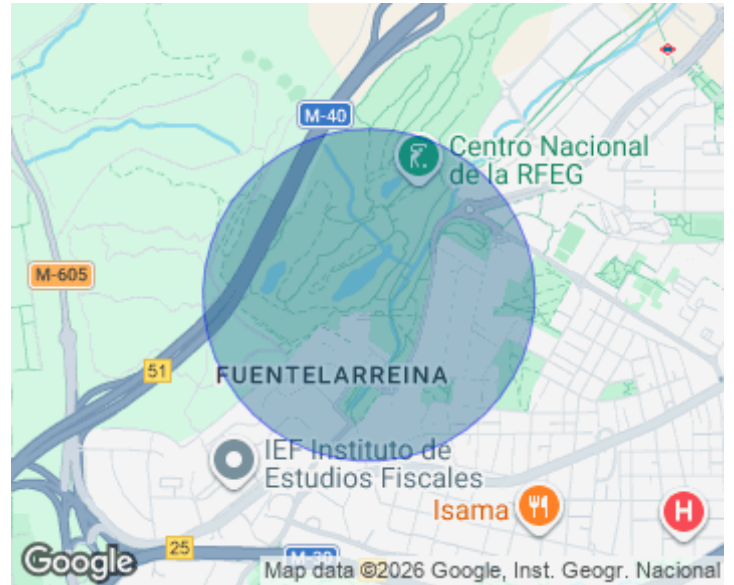 M-40
Centro Nacional
de la RFEG
M-605
51
FUENTELARREINA
IEF Instituto de
Estudios Fiscales
Isama
H
25
M-30
Google
Map data ©2026 Google, Inst. Geogr. Nacional